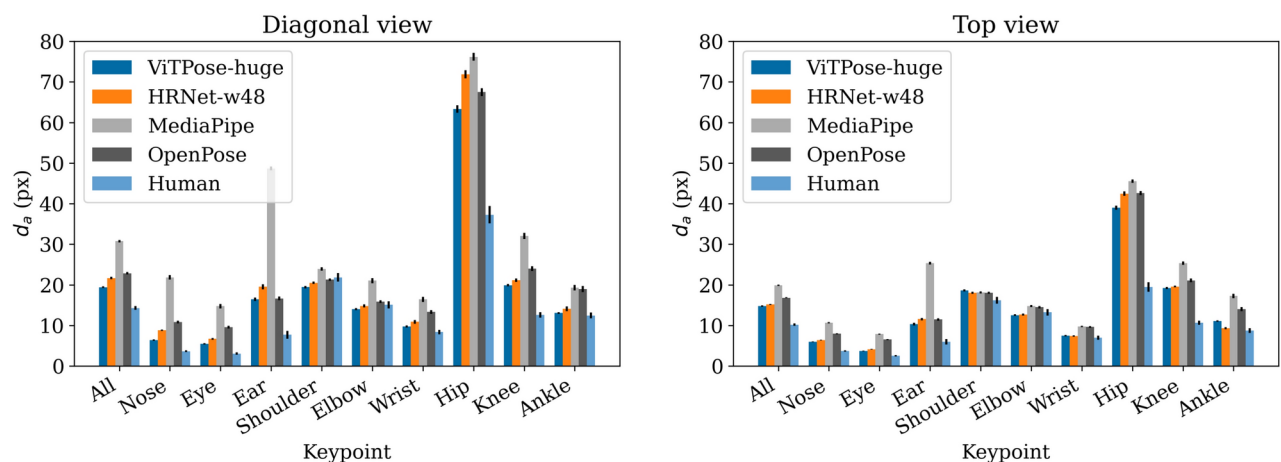 Diagonal view
80
70
60
50
40
30
20
10
0
d_a (px)
ViTPose-huge
HRNet-w48
MediaPipe
OpenPose
Human
All
Nose
Eye
Ear
Shoulder
Elbow
Wrist
Hip
Knee
Ankle
Keypoint
Top view
80
70
60
50
40
30
20
10
0
d_a (px)
ViTPose-huge
HRNet-w48
MediaPipe
OpenPose
Human
All
Nose
Eye
Ear
Shoulder
Elbow
Wrist
Hip
Knee
Ankle
Keypoint